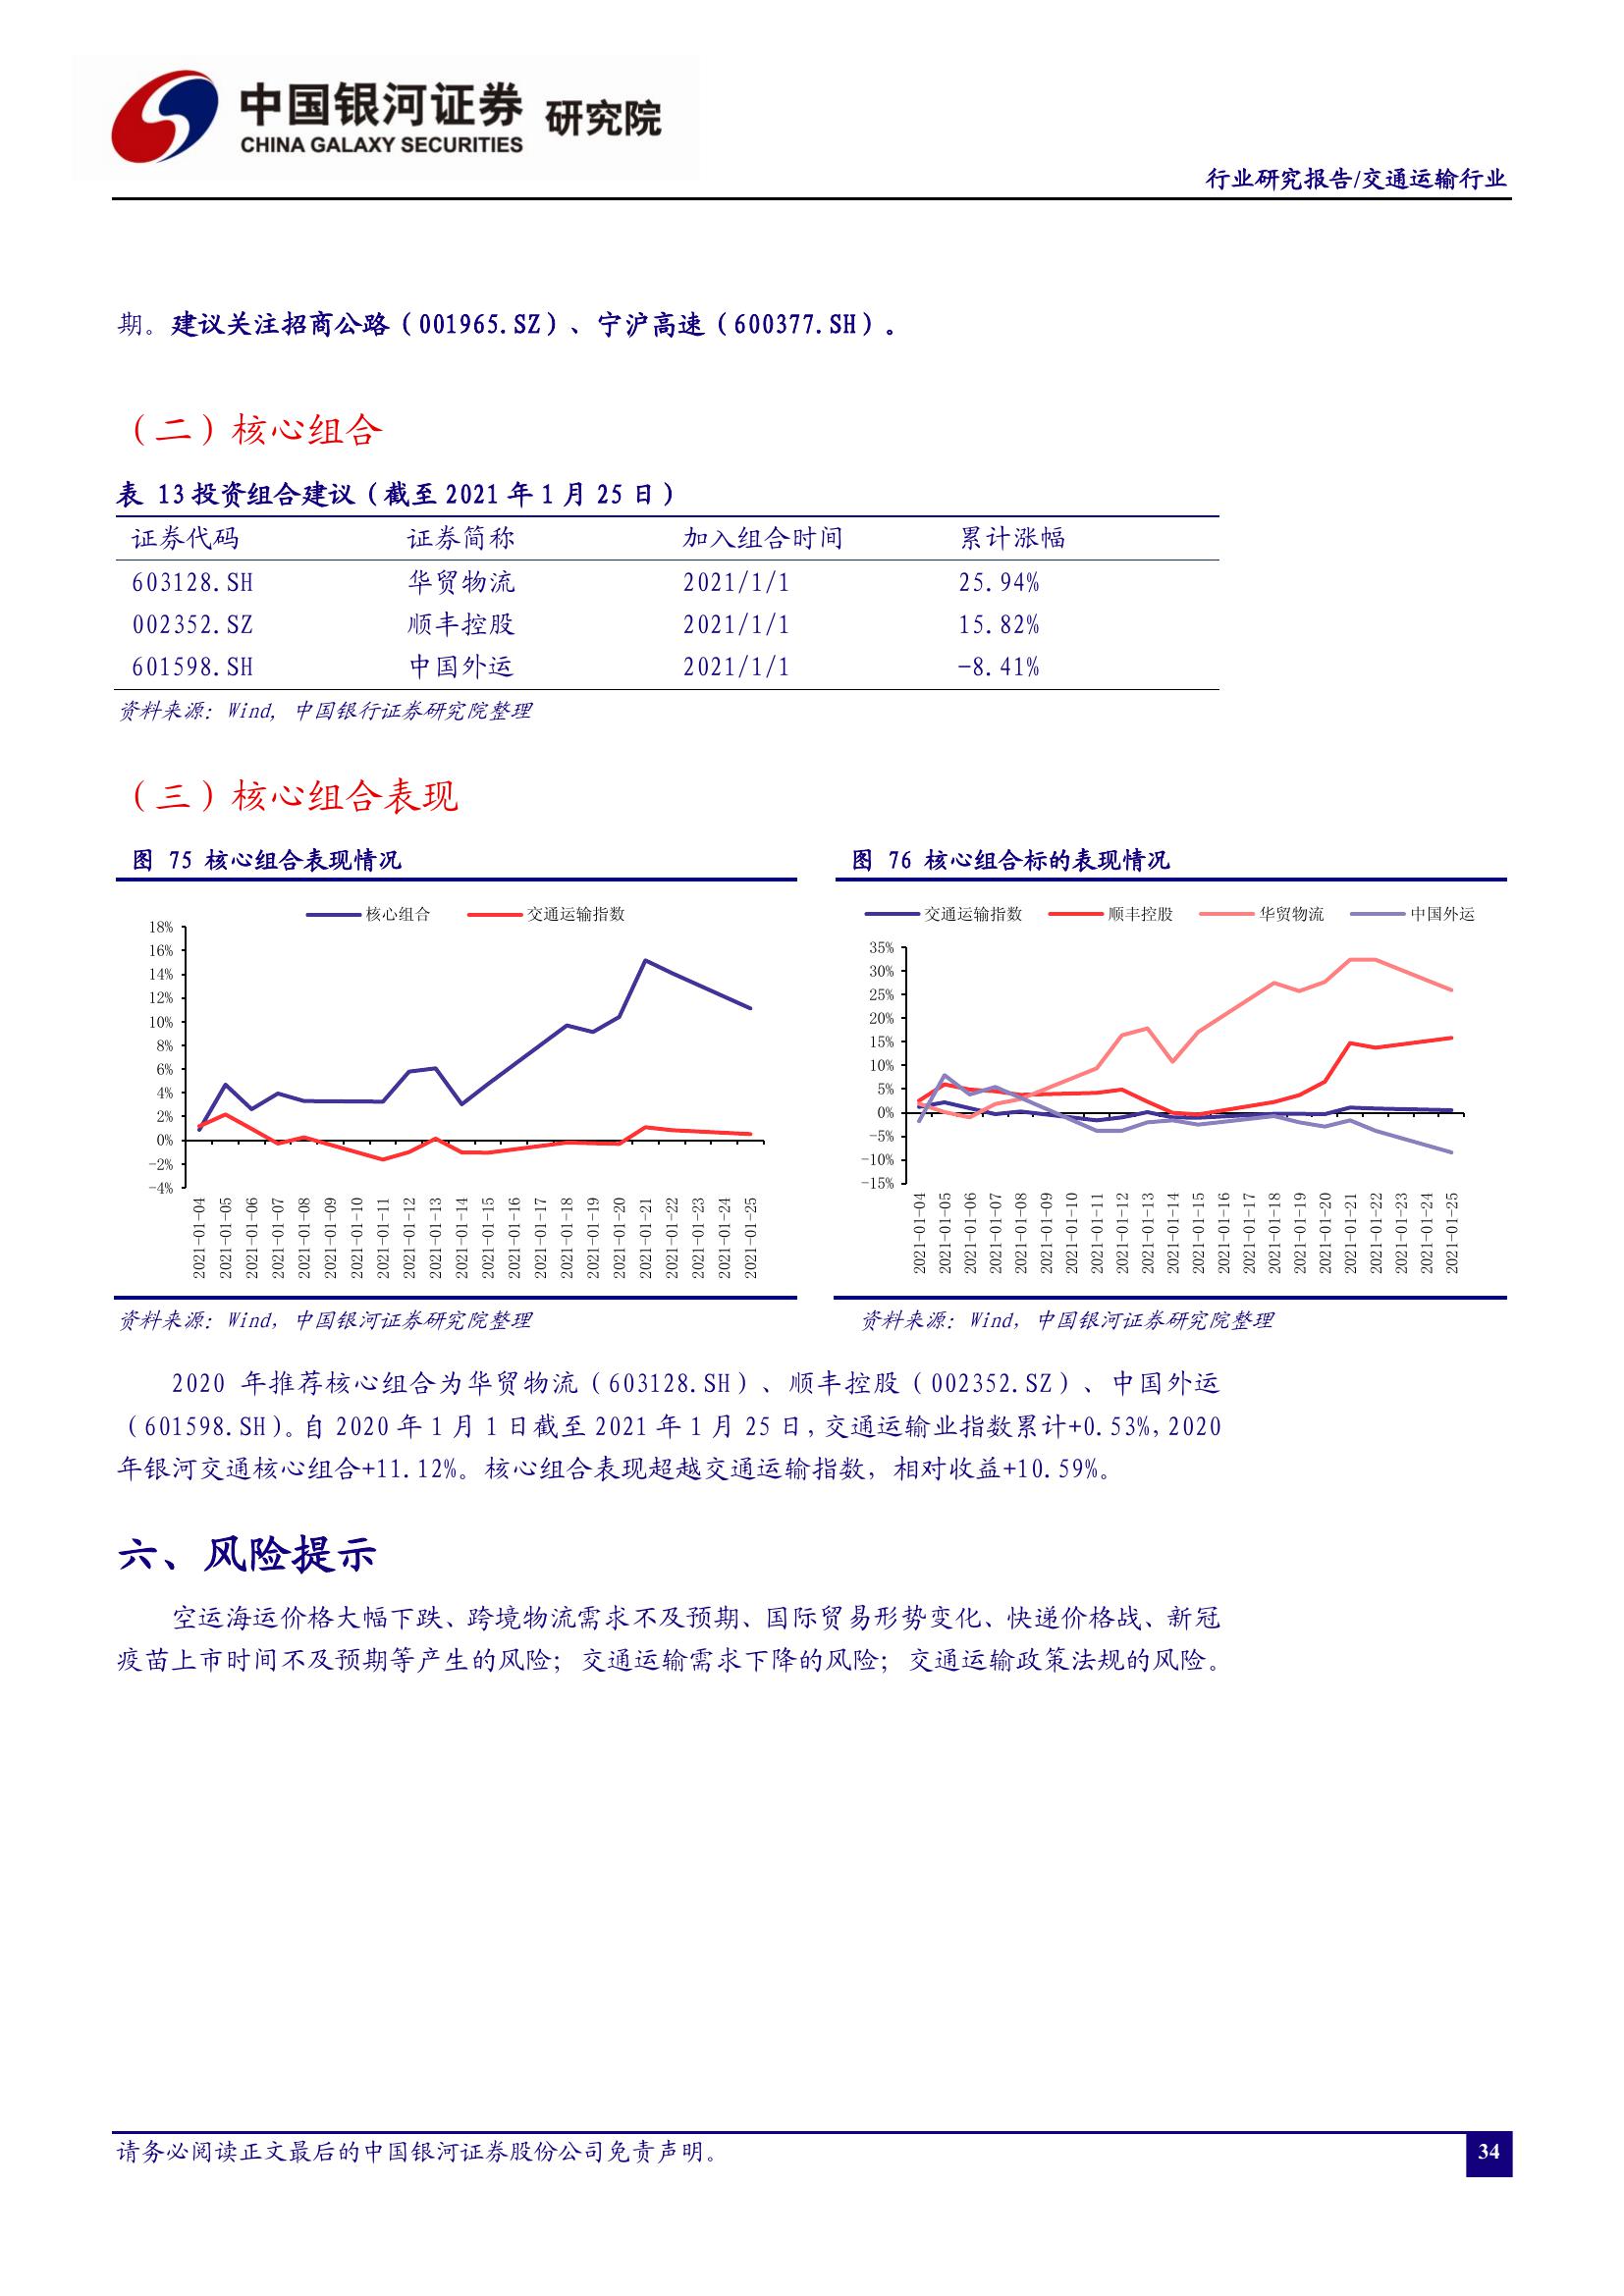 中国银河证券 研究院
CHINA GALAXY SECURITIES
行业研究报告/交通运输行业
期。建议关注招商公路（001965.SZ）、宁沪高速（600377.SH）。
（二）核心组合
表 13 投资组合建议（截至 2021 年 1 月 25 日）
证券代码 证券简称 加入组合时间 累计涨幅
603128.SH 华贸物流 2021/1/1 25.94%
002352.SZ 顺丰控股 2021/1/1 15.82%
601598.SH 中国外运 2021/1/1 -8.41%
资料来源：Wind, 中国银行证券研究院整理
（三）核心组合表现
图 75 核心组合表现情况
核心组合 交通运输指数
18%
16%
14%
12%
10%
8%
6%
4%
2%
0%
-2%
-4%
2021-01-04
2021-01-05
2021-01-06
2021-01-07
2021-01-08
2021-01-09
2021-01-10
2021-01-11
2021-01-12
2021-01-13
2021-01-14
2021-01-15
2021-01-16
2021-01-17
2021-01-18
2021-01-19
2021-01-20
2021-01-21
2021-01-22
2021-01-23
2021-01-24
2021-01-25
资料来源：Wind，中国银河证券研究院整理
图 76 核心组合标的表现情况
交通运输指数 顺丰控股 华贸物流 中国外运
35%
30%
25%
20%
15%
10%
5%
0%
-5%
-10%
-15%
2021-01-04
2021-01-05
2021-01-06
2021-01-07
2021-01-08
2021-01-09
2021-01-10
2021-01-11
2021-01-12
2021-01-13
2021-01-14
2021-01-15
2021-01-16
2021-01-17
2021-01-18
2021-01-19
2021-01-20
2021-01-21
2021-01-22
2021-01-23
2021-01-24
2021-01-25
资料来源：Wind，中国银河证券研究院整理
2020 年推荐核心组合为华贸物流（603128.SH）、顺丰控股（002352.SZ）、中国外运
（601598.SH）。自 2020 年 1 月 1 日截至 2021 年 1 月 25 日，交通运输业指数累计+0.53%，2020
年银河交通核心组合+11.12%。核心组合表现超越交通运输指数，相对收益+10.59%。
六、风险提示
空运海运价格大幅下跌、跨境物流需求不及预期、国际贸易形势变化、快递价格战、新冠
疫苗上市时间不及预期等产生的风险；交通运输需求下降的风险；交通运输政策法规的风险。
请务必阅读正文最后的中国银河证券股份公司免责声明。
34